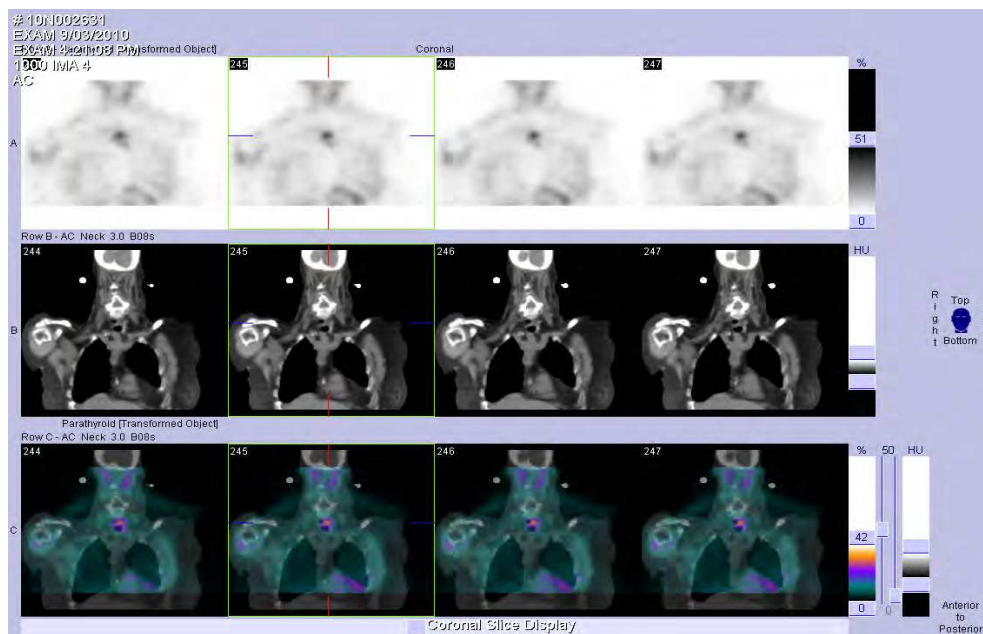 # 10N002631
EXAM 9/03/2010
EXAM 4:21:08 PM
1000 IMA 4
AC
Transformed Object]
Coronal
245
246
247
%
A
51
0
Row B - AC Neck 3.0 B08s
244
245
246
247
HU
B
Right
Top
Bottom
Parathyroid [Transformed Object]
Row C - AC Neck 3.0 B08s
244
245
246
247
%
50
HU
C
42
0
0
Anterior
to
Posterior
Coronal Slice Display